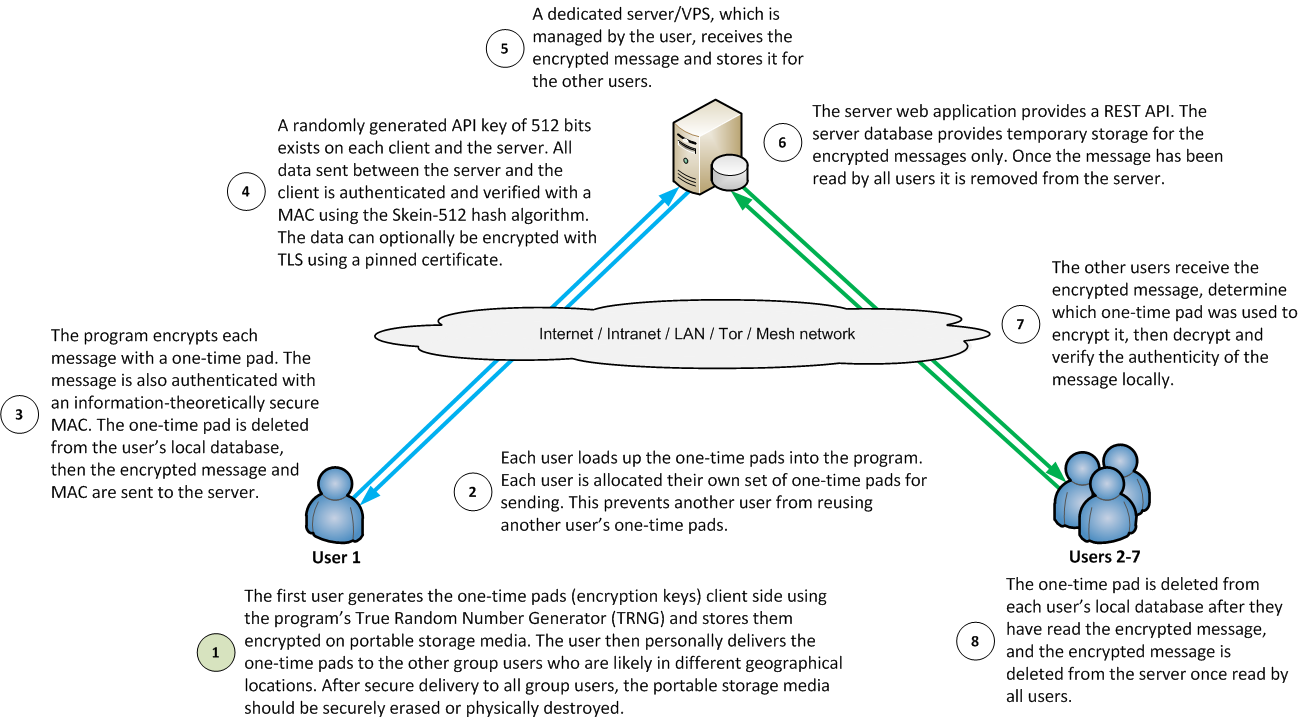 5
A dedicated server/VPS, which is
managed by the user, receives the
encrypted message and stores it for
the other users.
4
A randomly generated API key of 512 bits
exists on each client and the server. All
data sent between the server and the
client is authenticated and verified with a
MAC using the Skein-512 hash algorithm.
The data can optionally be encrypted with
TLS using a pinned certificate.
6
The server web application provides a REST API. The
server database provides temporary storage for the
encrypted messages only. Once the message has been
read by all users it is removed from the server.
Internet / Intranet / LAN / Tor / Mesh network
7
The other users receive the
encrypted message, determine
which one-time pad was used to
encrypt it, then decrypt and
verify the authenticity of the
message locally.
3
The program encrypts each
message with a one-time pad. The
message is also authenticated with
an information-theoretically secure
MAC. The one-time pad is deleted
from the user's local database,
then the encrypted message and
MAC are sent to the server.
2
Each user loads up the one-time pads into the program.
Each user is allocated their own set of one-time pads for
sending. This prevents another user from reusing
another user's one-time pads.
User 1
Users 2-7
1
The first user generates the one-time pads (encryption keys) client side using
the program's True Random Number Generator (TRNG) and stores them
encrypted on portable storage media. The user then personally delivers the
one-time pads to the other group users who are likely in different geographical
locations. After secure delivery to all group users, the portable storage media
should be securely erased or physically destroyed.
8
The one-time pad is deleted from
each user's local database after they
have read the encrypted message,
and the encrypted message is
deleted from the server once read by
all users.